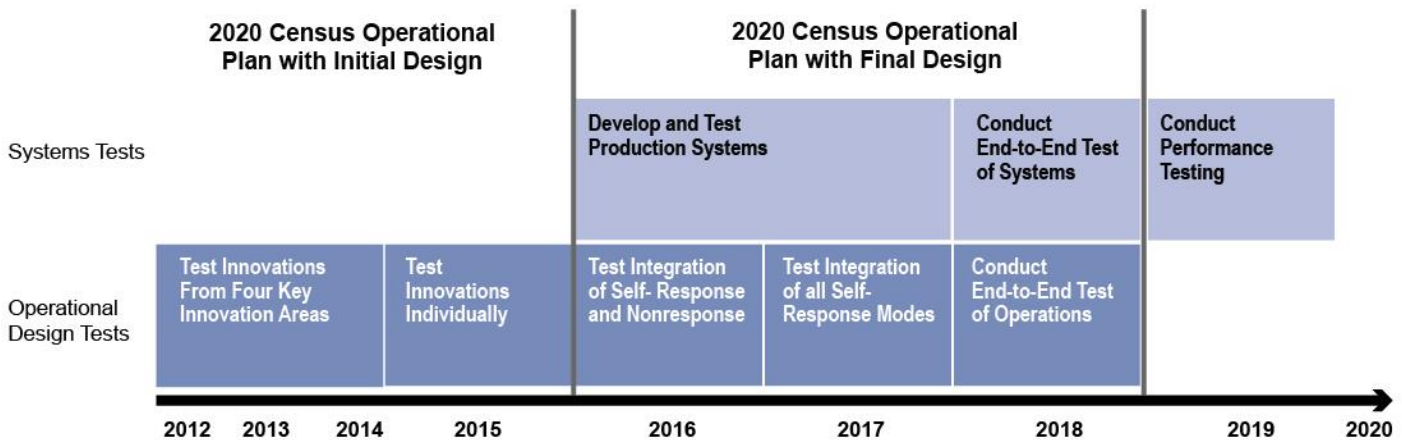 2020 Census Operational
Plan with Initial Design
2020 Census Operational
Plan with Final Design
Systems Tests
Develop and Test
Production Systems
Conduct
End-to-End Test
of Systems
Conduct
Performance
Testing
Operational
Design Tests
Test Innovations
From Four Key
Innovation Areas
Test
Innovations
Individually
Test Integration
of Self- Response
and Nonresponse
Test Integration
of all Self-
Response Modes
Conduct
End-to-End Test
of Operations
2012 2013 2014 2015 2016 2017 2018 2019 2020